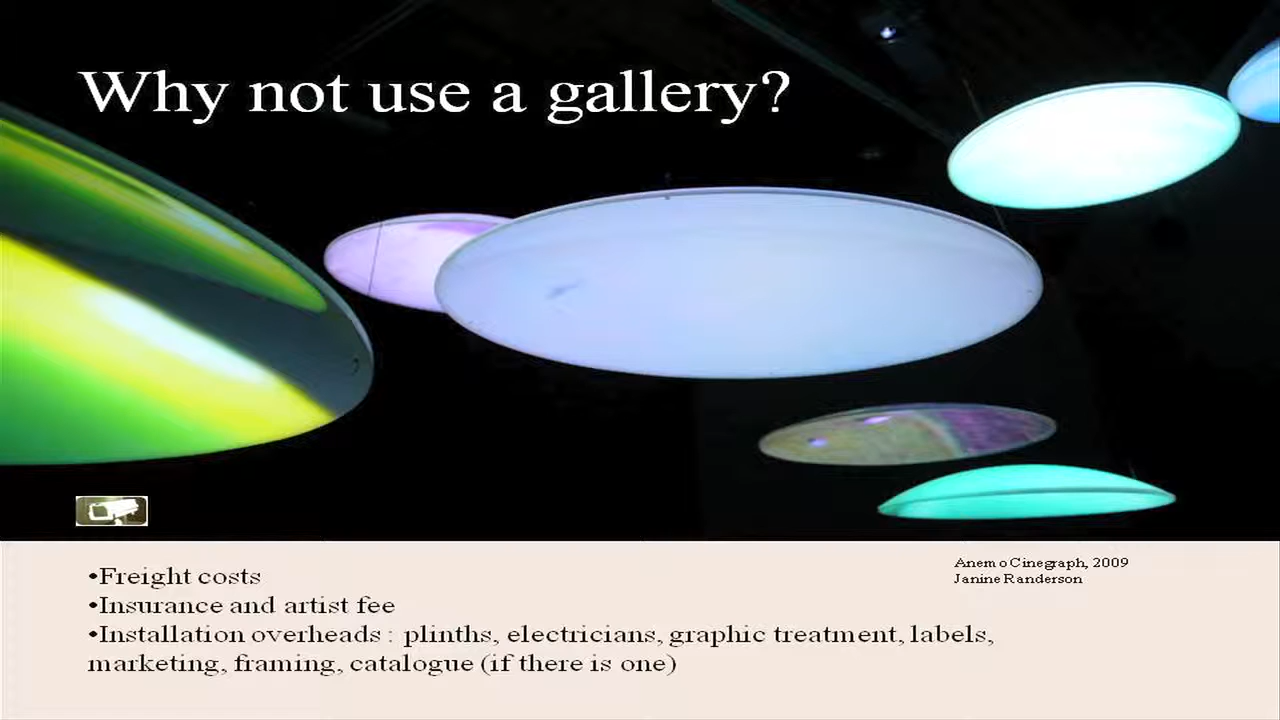 Why not use a gallery?
Anemo Cinegraph, 2009
Janine Randerson
•Freight costs
•Insurance and artist fee
•Installation overheads : plinths, electricians, graphic treatment, labels,
marketing, framing, catalogue (if there is one)